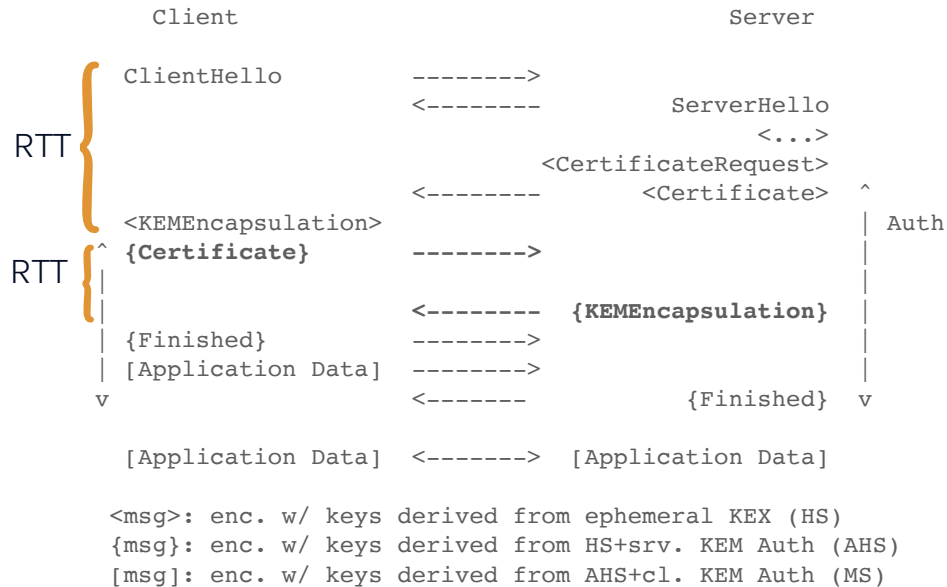 Client Server
ClientHello -------->
<-------- ServerHello
RTT <...>
<CertificateRequest>
<-------- <Certificate> ^
<KEMEncapsulation> | Auth
^ {Certificate} --------> |
RTT | |
| <-------- {KEMEncapsulation} |
| {Finished} --------> |
| [Application Data] --------> |
v <------- {Finished} v
[Application Data] <-------> [Application Data]
<msg>: enc. w/ keys derived from ephemeral KEX (HS)
{msg}: enc. w/ keys derived from HS+srv. KEM Auth (AHS)
[msg]: enc. w/ keys derived from AHS+cl. KEM Auth (MS)